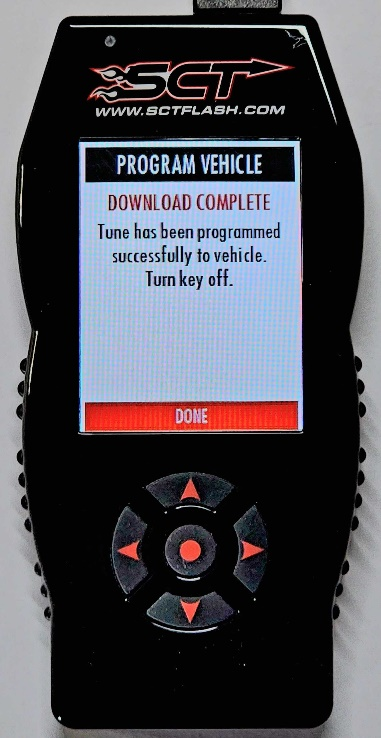 SCT
WWW.SCTFLASH.COM
PROGRAM VEHICLE
DOWNLOAD COMPLETE
Tune has been programmed
successfully to vehicle.
Turn key off.
DONE